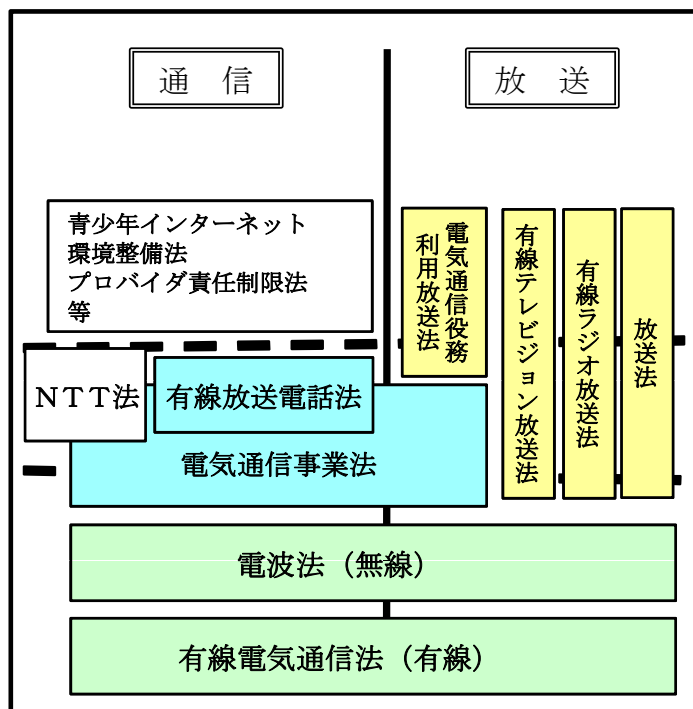 通 信
放 送
青少年インターネット
環境整備法
プロバイダ責任制限法
等
電気通信役務
利用放送法
有線テレビジョン放送法
有線ラジオ放送法
放送法
NTT法
有線放送電話法
電気通信事業法
電波法（無線）
有線電気通信法（有線）